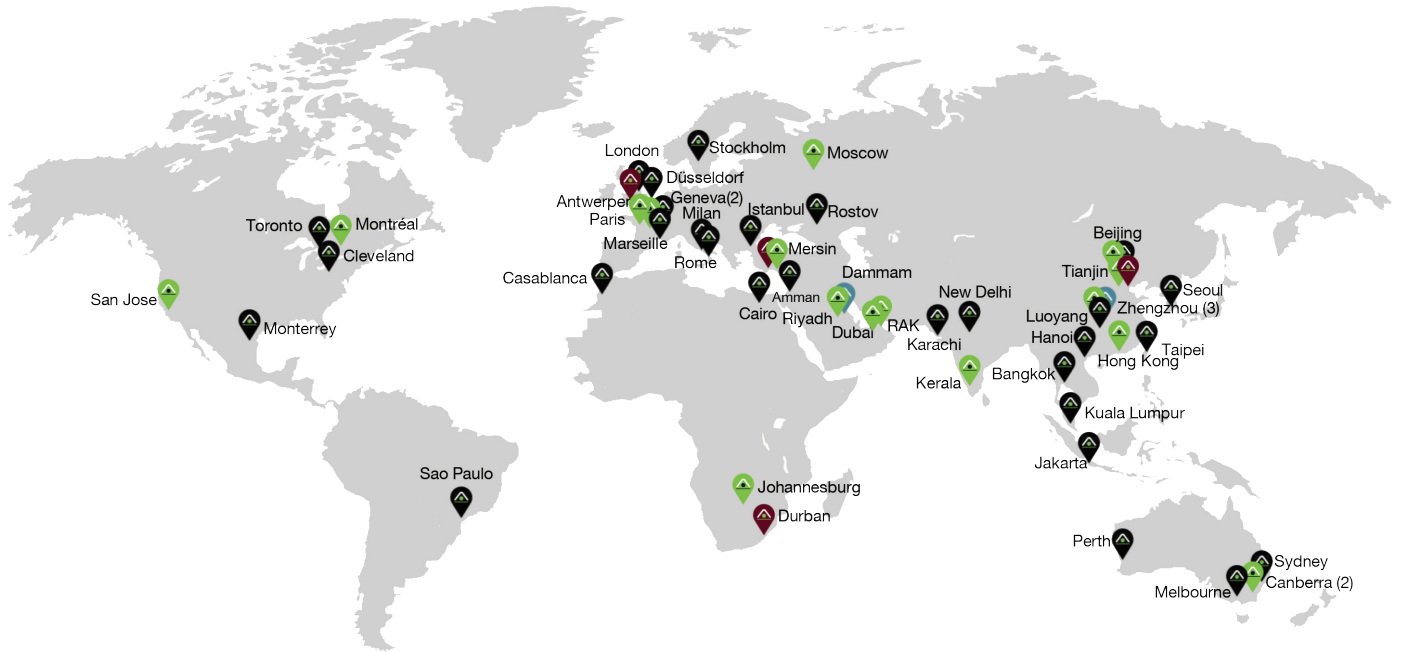 Stockholm
London
Moscow
Düsseldorf
Antwerpen
Geneva(2)
Paris
Milan
Istanbul
Rostov
Toronto
Montréal
Marseille
Mersin
Beijing
Cleveland
Rome
Tianjin
Casablanca
Dammam
San Jose
Amman
New Delhi
Seoul
Cairo
Riyadh
Luoyang
Zhengzhou (3)
Monterrey
Dubai
RAK
Karachi
Hanoi
Taipei
Hong Kong
Kerala
Bangkok
Kuala Lumpur
Jakarta
Sao Paulo
Johannesburg
Durban
Perth
Sydney
Canberra (2)
Melbourne